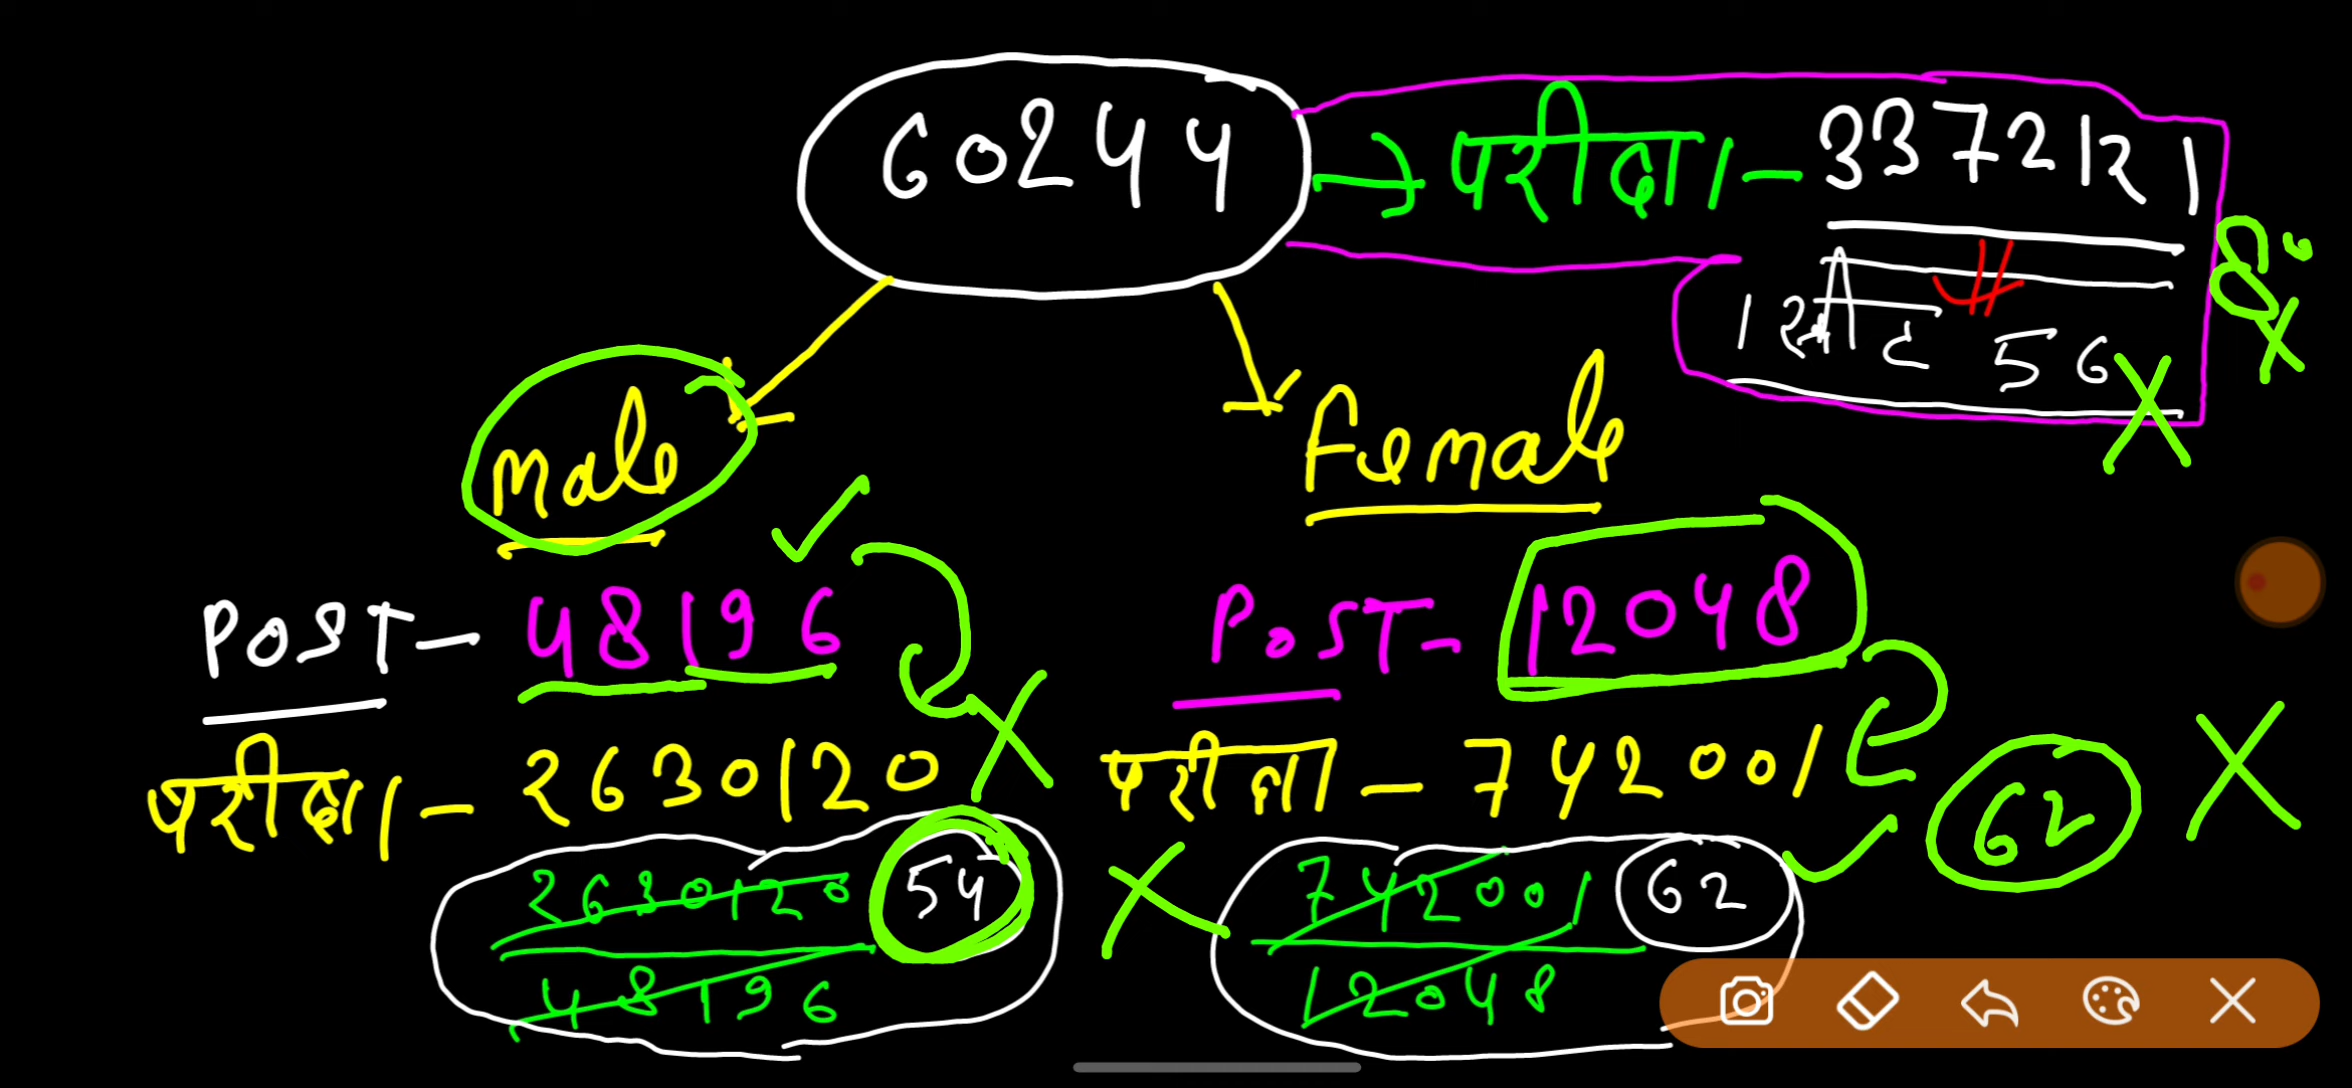 60244 → परीक्षा - 3372121
1 सीट 56
Male
Female
POST - 48196
POST - 12048
परीक्षा - 2630120
परीक्षा - 742001
62
2630120 54
48196
742001 62
12048